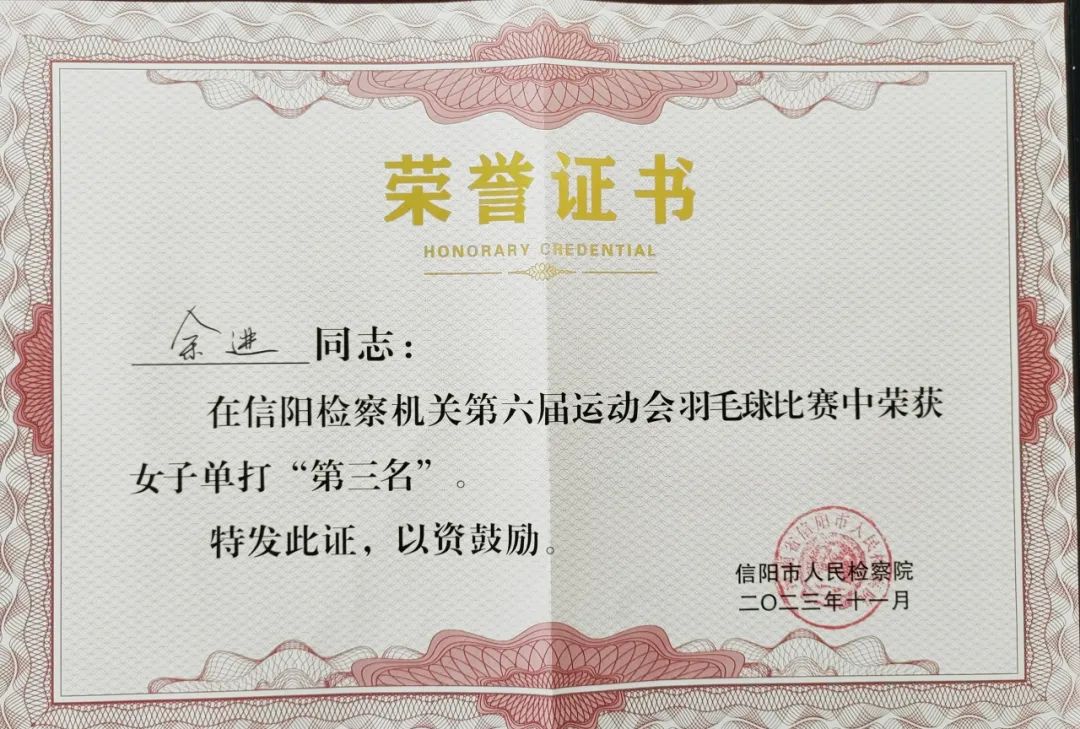 荣誉证书
HONORARY CREDENTIAL
余进 同志：
在信阳检察机关第六届运动会羽毛球比赛中荣获
女子单打“第三名”。
特发此证，以资鼓励。
信阳市人民检察院
二〇二三年十一月